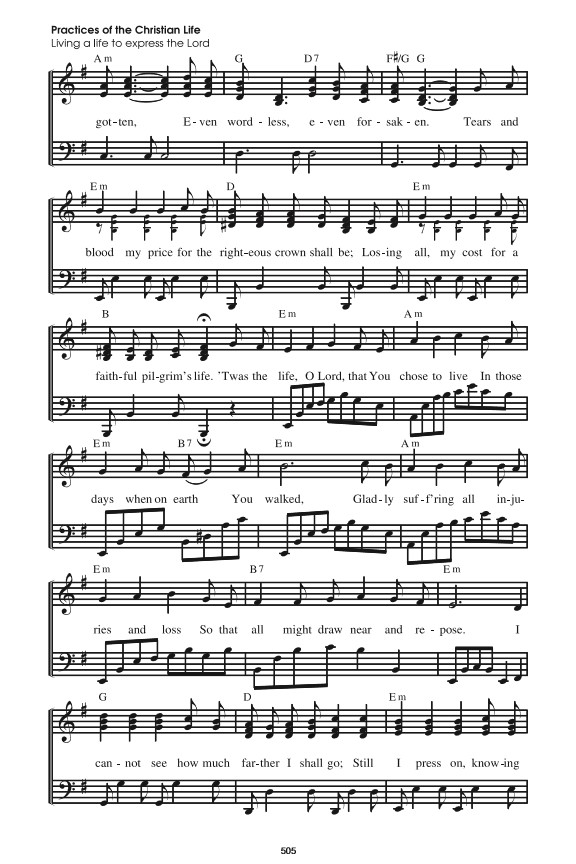 Practices of the Christian Life
Living a life to express the Lord
Am G D7 F♯/G G
got-ten, E-ven word-less, e-ven for-sak-en. Tears and
Em D Em
blood my price for the right-eous crown shall be; Los-ing all, my cost for a
B Em Am
faith-ful pil-grim's life. 'Twas the life, O Lord, that You chose to live In those
Em B7 Em Am
days when on earth You walked, Glad-ly suf-f'ring all in-ju-
Em B7 Em
ries and loss So that all might draw near and re-pose. I
G D Em
can-not see how much far-ther I shall go; Still I press on, know-ing
505